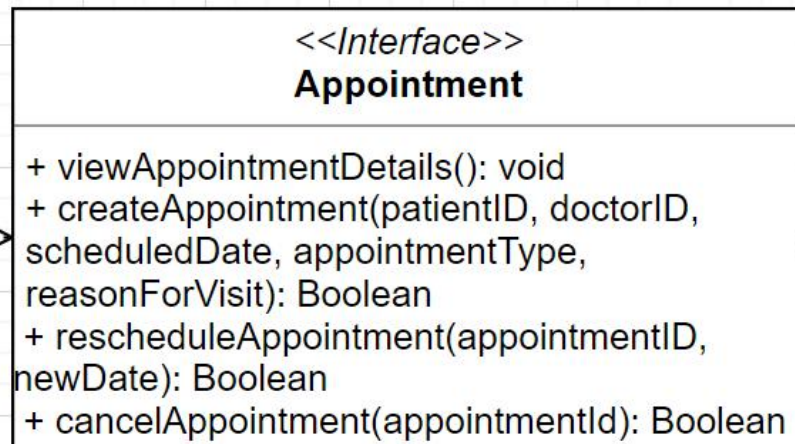 <<Interface>>
Appointment
+ viewAppointmentDetails(): void
+ createAppointment(patientID, doctorID,
scheduledDate, appointmentType,
reasonForVisit): Boolean
+ rescheduleAppointment(appointmentID,
newDate): Boolean
+ cancelAppointment(appointmentId): Boolean